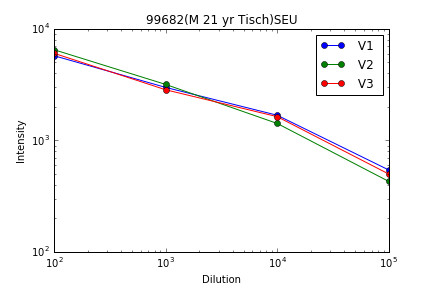 99682(M 21 yr Tisch)SEU
10^4
10^3
10^2
Intensity
V1
V2
V3
10^2 10^3 10^4 10^5
Dilution